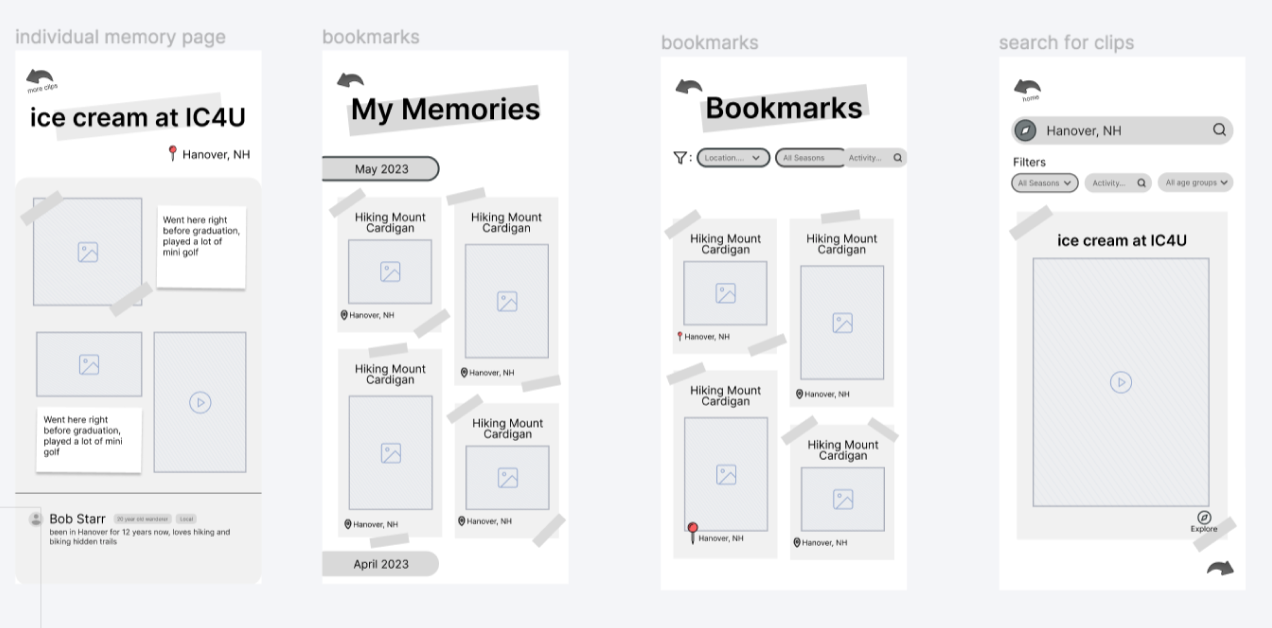 individual memory page
more clips
ice cream at IC4U
Hanover, NH
Went here right
before graduation,
played a lot of
mini golf
Went here right
before graduation,
played a lot of mini
golf
Bob Starr
20 year old wanderer
Local
been in Hanover for 12 years now, loves hiking and
biking hidden trails
bookmarks
My Memories
May 2023
Hiking Mount
Cardigan
Hanover, NH
Hiking Mount
Cardigan
Hanover, NH
Hiking Mount
Cardigan
Hanover, NH
Hiking Mount
Cardigan
Hanover, NH
April 2023
bookmarks
Bookmarks
:
Location....
All Seasons
Activity...
Hiking Mount
Cardigan
Hanover, NH
Hiking Mount
Cardigan
Hanover, NH
Hiking Mount
Cardigan
Hanover, NH
Hiking Mount
Cardigan
Hanover, NH
search for clips
home
Hanover, NH
Filters
All Seasons
Activity...
All age groups
ice cream at IC4U
Explore